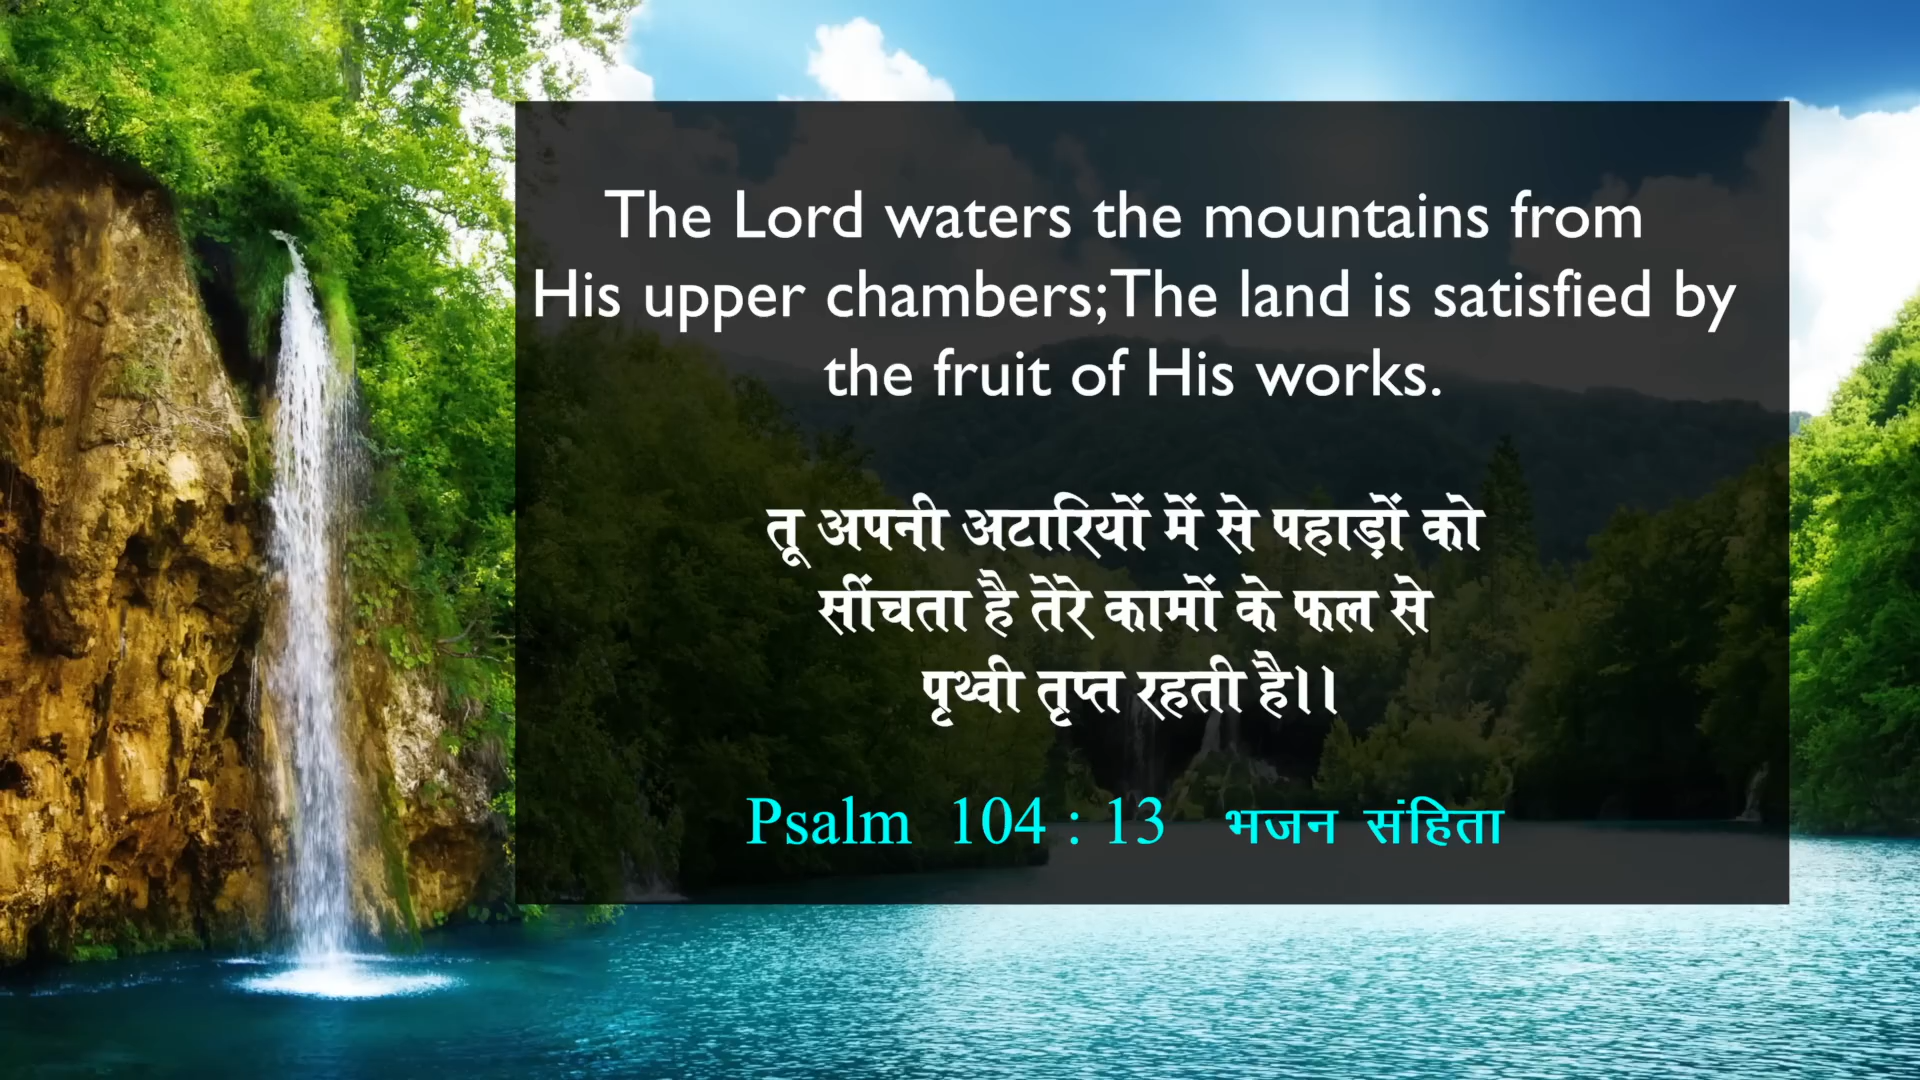 The Lord waters the mountains from
His upper chambers;The land is satisfied by
the fruit of His works.
तू अपनी अटारियों में से पहाड़ों को
सींचता है तेरे कामों के फल से
पृथ्वी तृप्त रहती है।।
Psalm 104 : 13 भजन संहिता